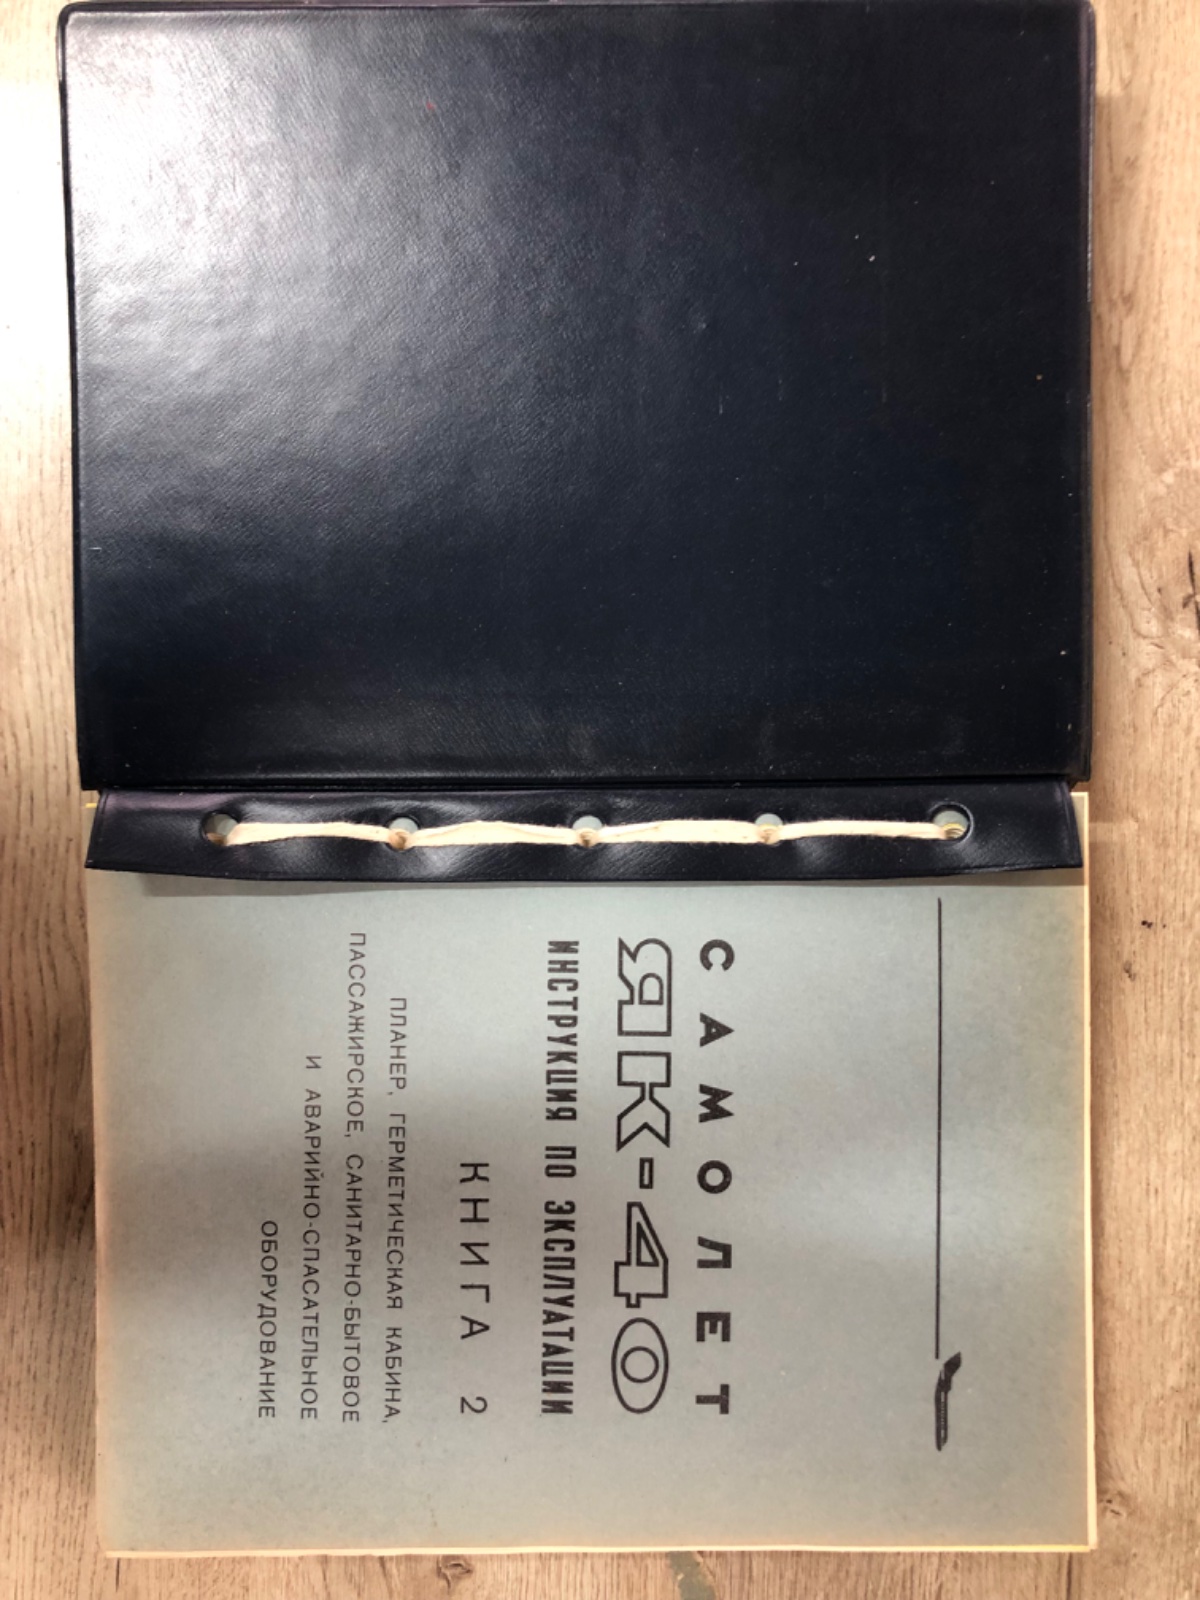 САМОЛЕТ
ЯК-40
ИНСТРУКЦИЯ ПО ЭКСПЛУАТАЦИИ
КНИГА 2
ПЛАНЕР, ГЕРМЕТИЧЕСКАЯ КАБИНА,
ПАССАЖИРСКОЕ, САНИТАРНО-БЫТОВОЕ
И АВАРИЙНО-СПАСАТЕЛЬНОЕ
ОБОРУДОВАНИЕ